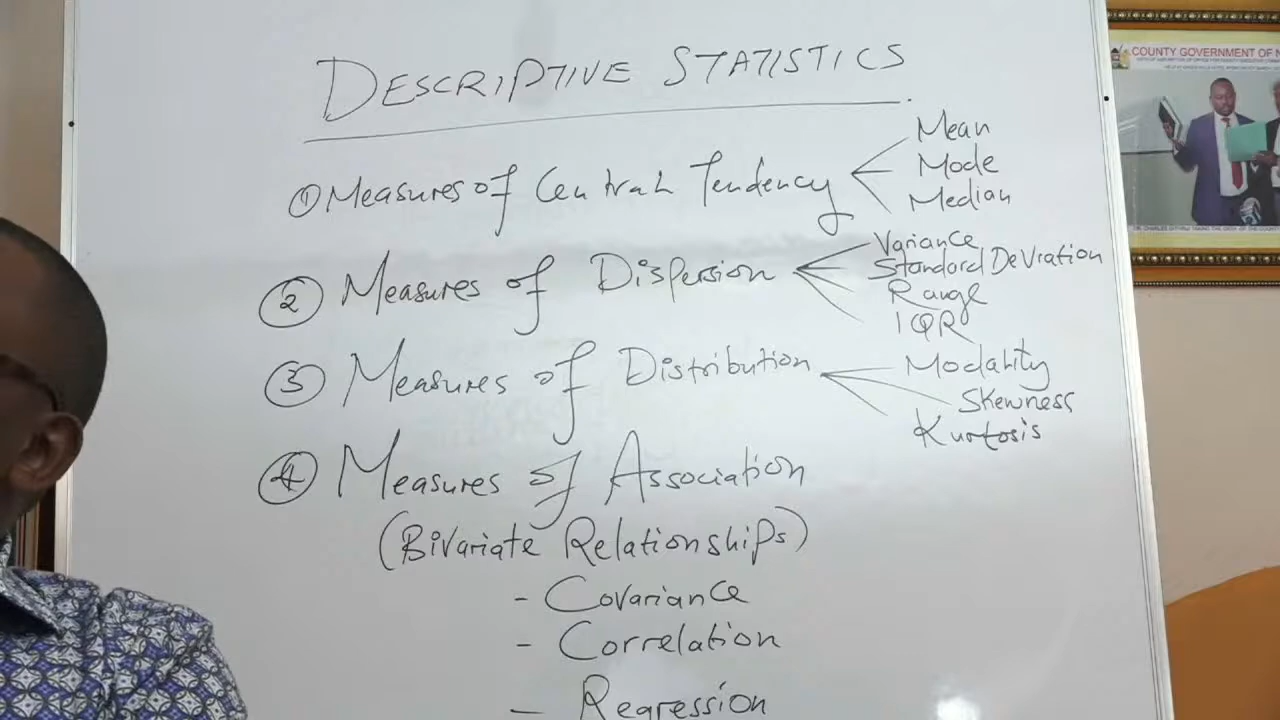 DESCRIPTIVE STATISTICS
① Measures of Central Tendency
Mean
Mode
Median
② Measures of Dispersion
Variance
Standard Deviation
Range
IQR
③ Measures of Distribution
Modality
Skewness
Kurtosis
④ Measures of Association
(Bivariate Relationships)
- Covariance
- Correlation
- Regression
COUNTY GOVERNMENT OF N